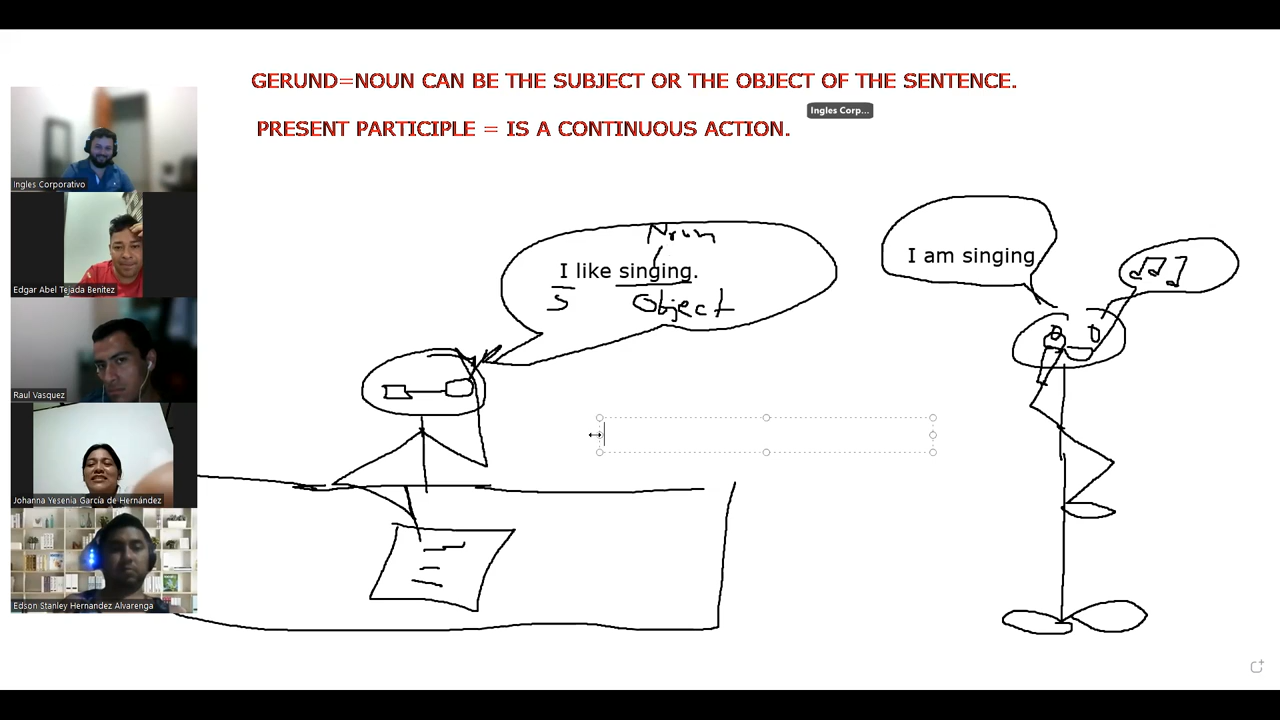 GERUND=NOUN CAN BE THE SUBJECT OR THE OBJECT OF THE SENTENCE.
Ingles Corp...
PRESENT PARTICIPLE = IS A CONTINUOUS ACTION.
Ingles Corporativo
Edgar Abel Tejada Benitez
Raul Vasquez
Johanna Yesenia García de Hernández
Edson Stanley Hernandez Alvarenga
Noun
I like singing.
S Object
I am singing